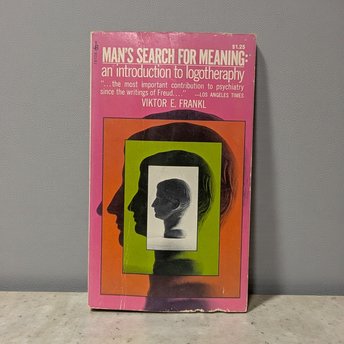 $1.25
MAN'S SEARCH FOR MEANING:
an introduction to logotheraphy
"...the most important contribution to psychiatry
since the writings of Freud...." —LOS ANGELES TIMES
VIKTOR E. FRANKL